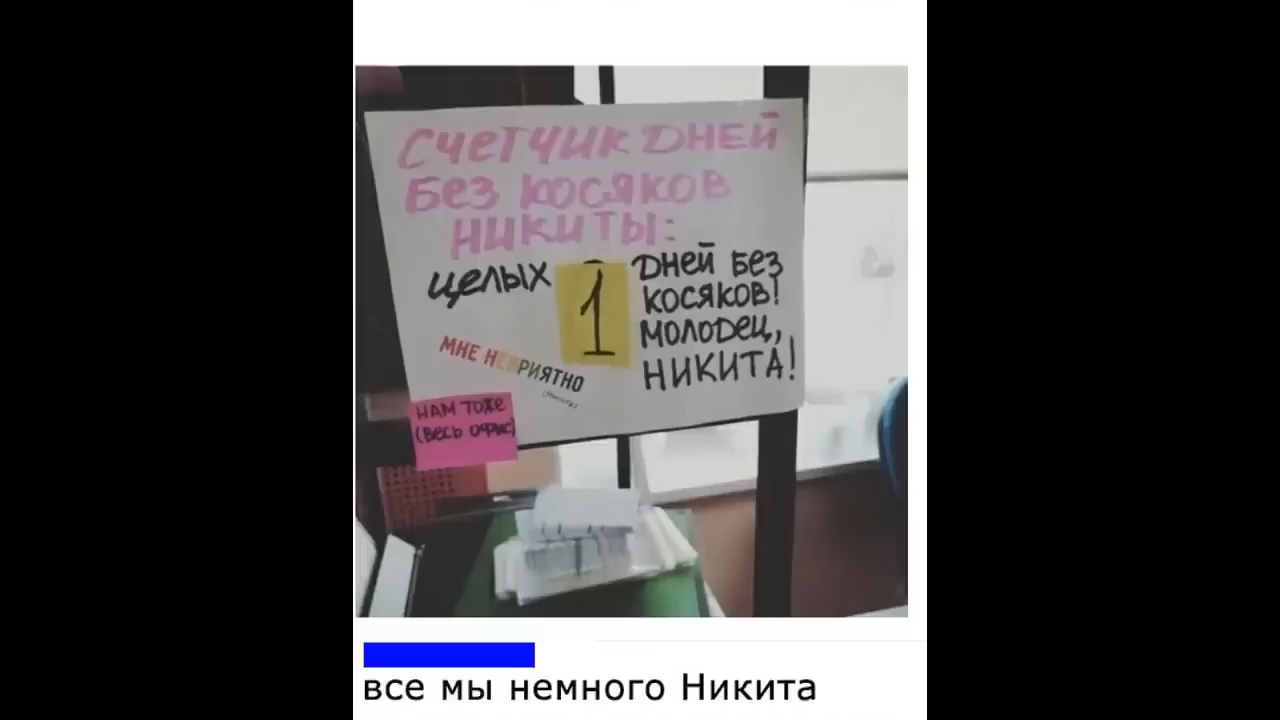 СЧЕТЧИК ДНЕЙ
БЕЗ КОСЯКОВ
НИКИТЫ:
ЦЕЛЫХ 1 ДНЕЙ БЕЗ
КОСЯКОВ!
МОЛОДЕЦ,
НИКИТА!
МНЕ НЕПРИЯТНО
(Никита)
НАМ ТОЖЕ
(ВЕСЬ ОФИС)
все мы немного Никита